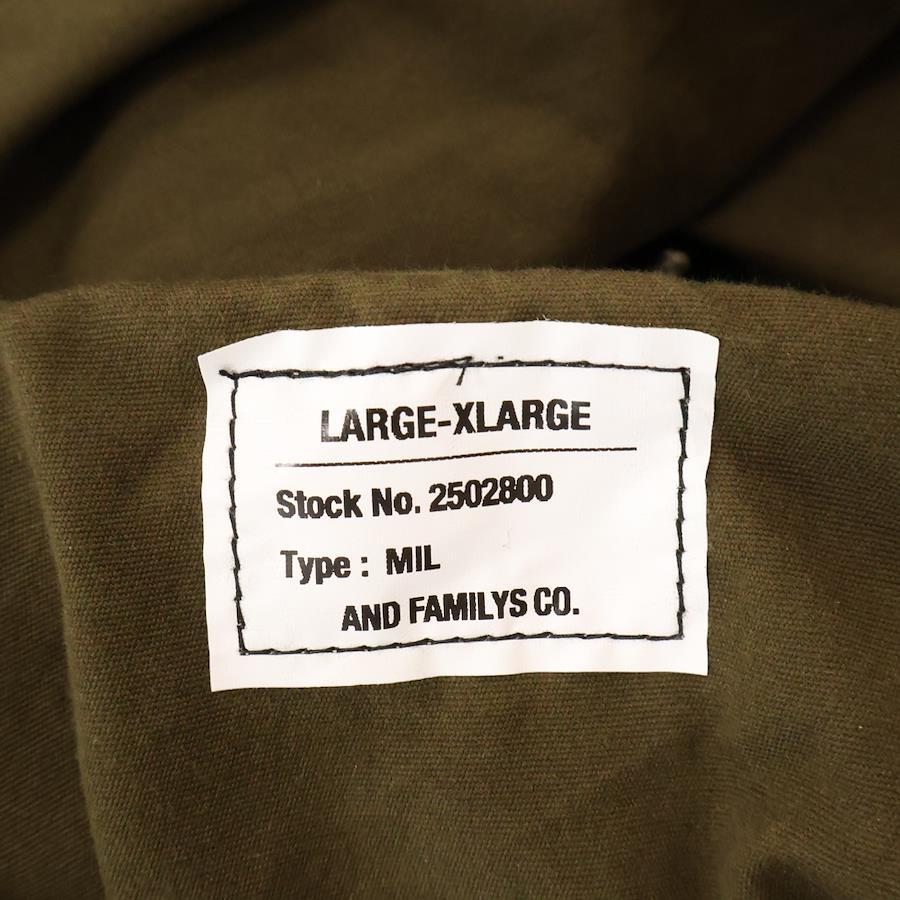 LARGE-XLARGE
Stock No. 2502800
Type : MIL
AND FAMILYS CO.